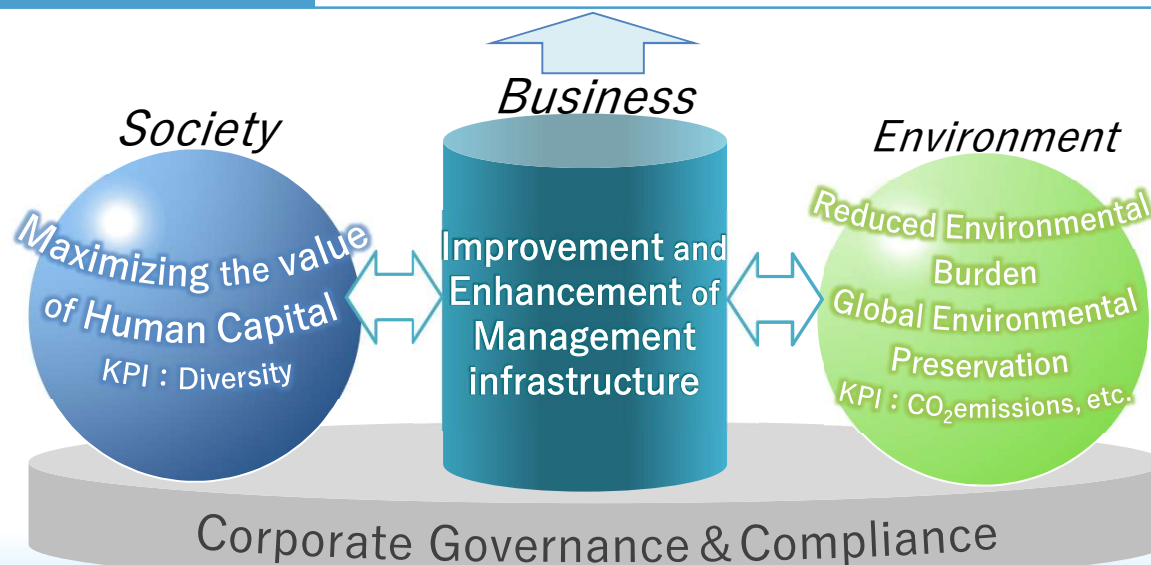 Society
Maximizing the value
of Human Capital
KPI：Diversity
Business
Improvement and
Enhancement of
Management
infrastructure
Environment
Reduced Environmental
Burden
Global Environmental
Preservation
KPI：CO₂emissions, etc.
Corporate Governance & Compliance